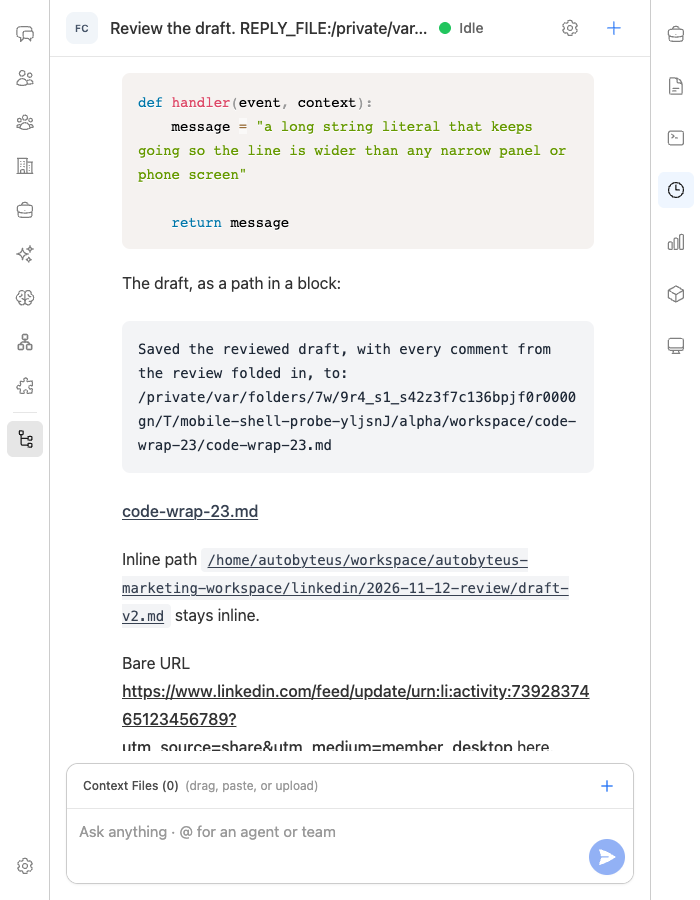 FC Review the draft. REPLY_FILE:/private/var... Idle
def handler(event, context):
    message = "a long string literal that keeps
going so the line is wider than any narrow panel or
phone screen"
    return message
The draft, as a path in a block:
Saved the reviewed draft, with every comment from
the review folded in, to:
/private/var/folders/7w/9r4_s1_s42z3f7c136bpjf0r0000
gn/T/mobile-shell-probe-yljsnJ/alpha/workspace/code-
wrap-23/code-wrap-23.md
code-wrap-23.md
Inline path /home/autobyteus/workspace/autobyteus-
marketing-workspace/linkedin/2026-11-12-review/draft-
v2.md stays inline.
Bare URL
https://www.linkedin.com/feed/update/urn:li:activity:73928374
65123456789?
utm_source=share&utm_medium=member_desktop here
Context Files (0) (drag, paste, or upload)
Ask anything · @ for an agent or team